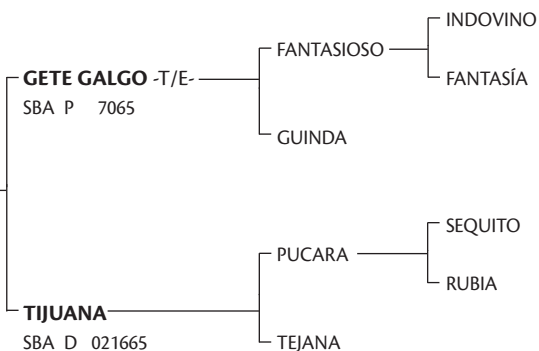 INDOVINO
FANTASIOSO
GETE GALGO -T/E-
FANTASÍA
SBA P 7065
GUINDA
SEQUITO
PUCARA
RUBIA
TIJUANA
SBA D 021665
TEJANA